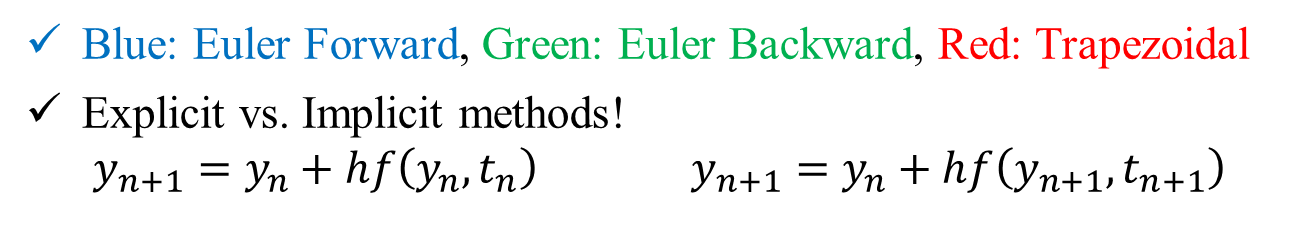 ✓ Blue: Euler Forward, Green: Euler Backward, Red: Trapezoidal
✓ Explicit vs. Implicit methods!
yₙ₊₁ = yₙ + hf(yₙ, tₙ) yₙ₊₁ = yₙ + hf(yₙ₊₁, tₙ₊₁)